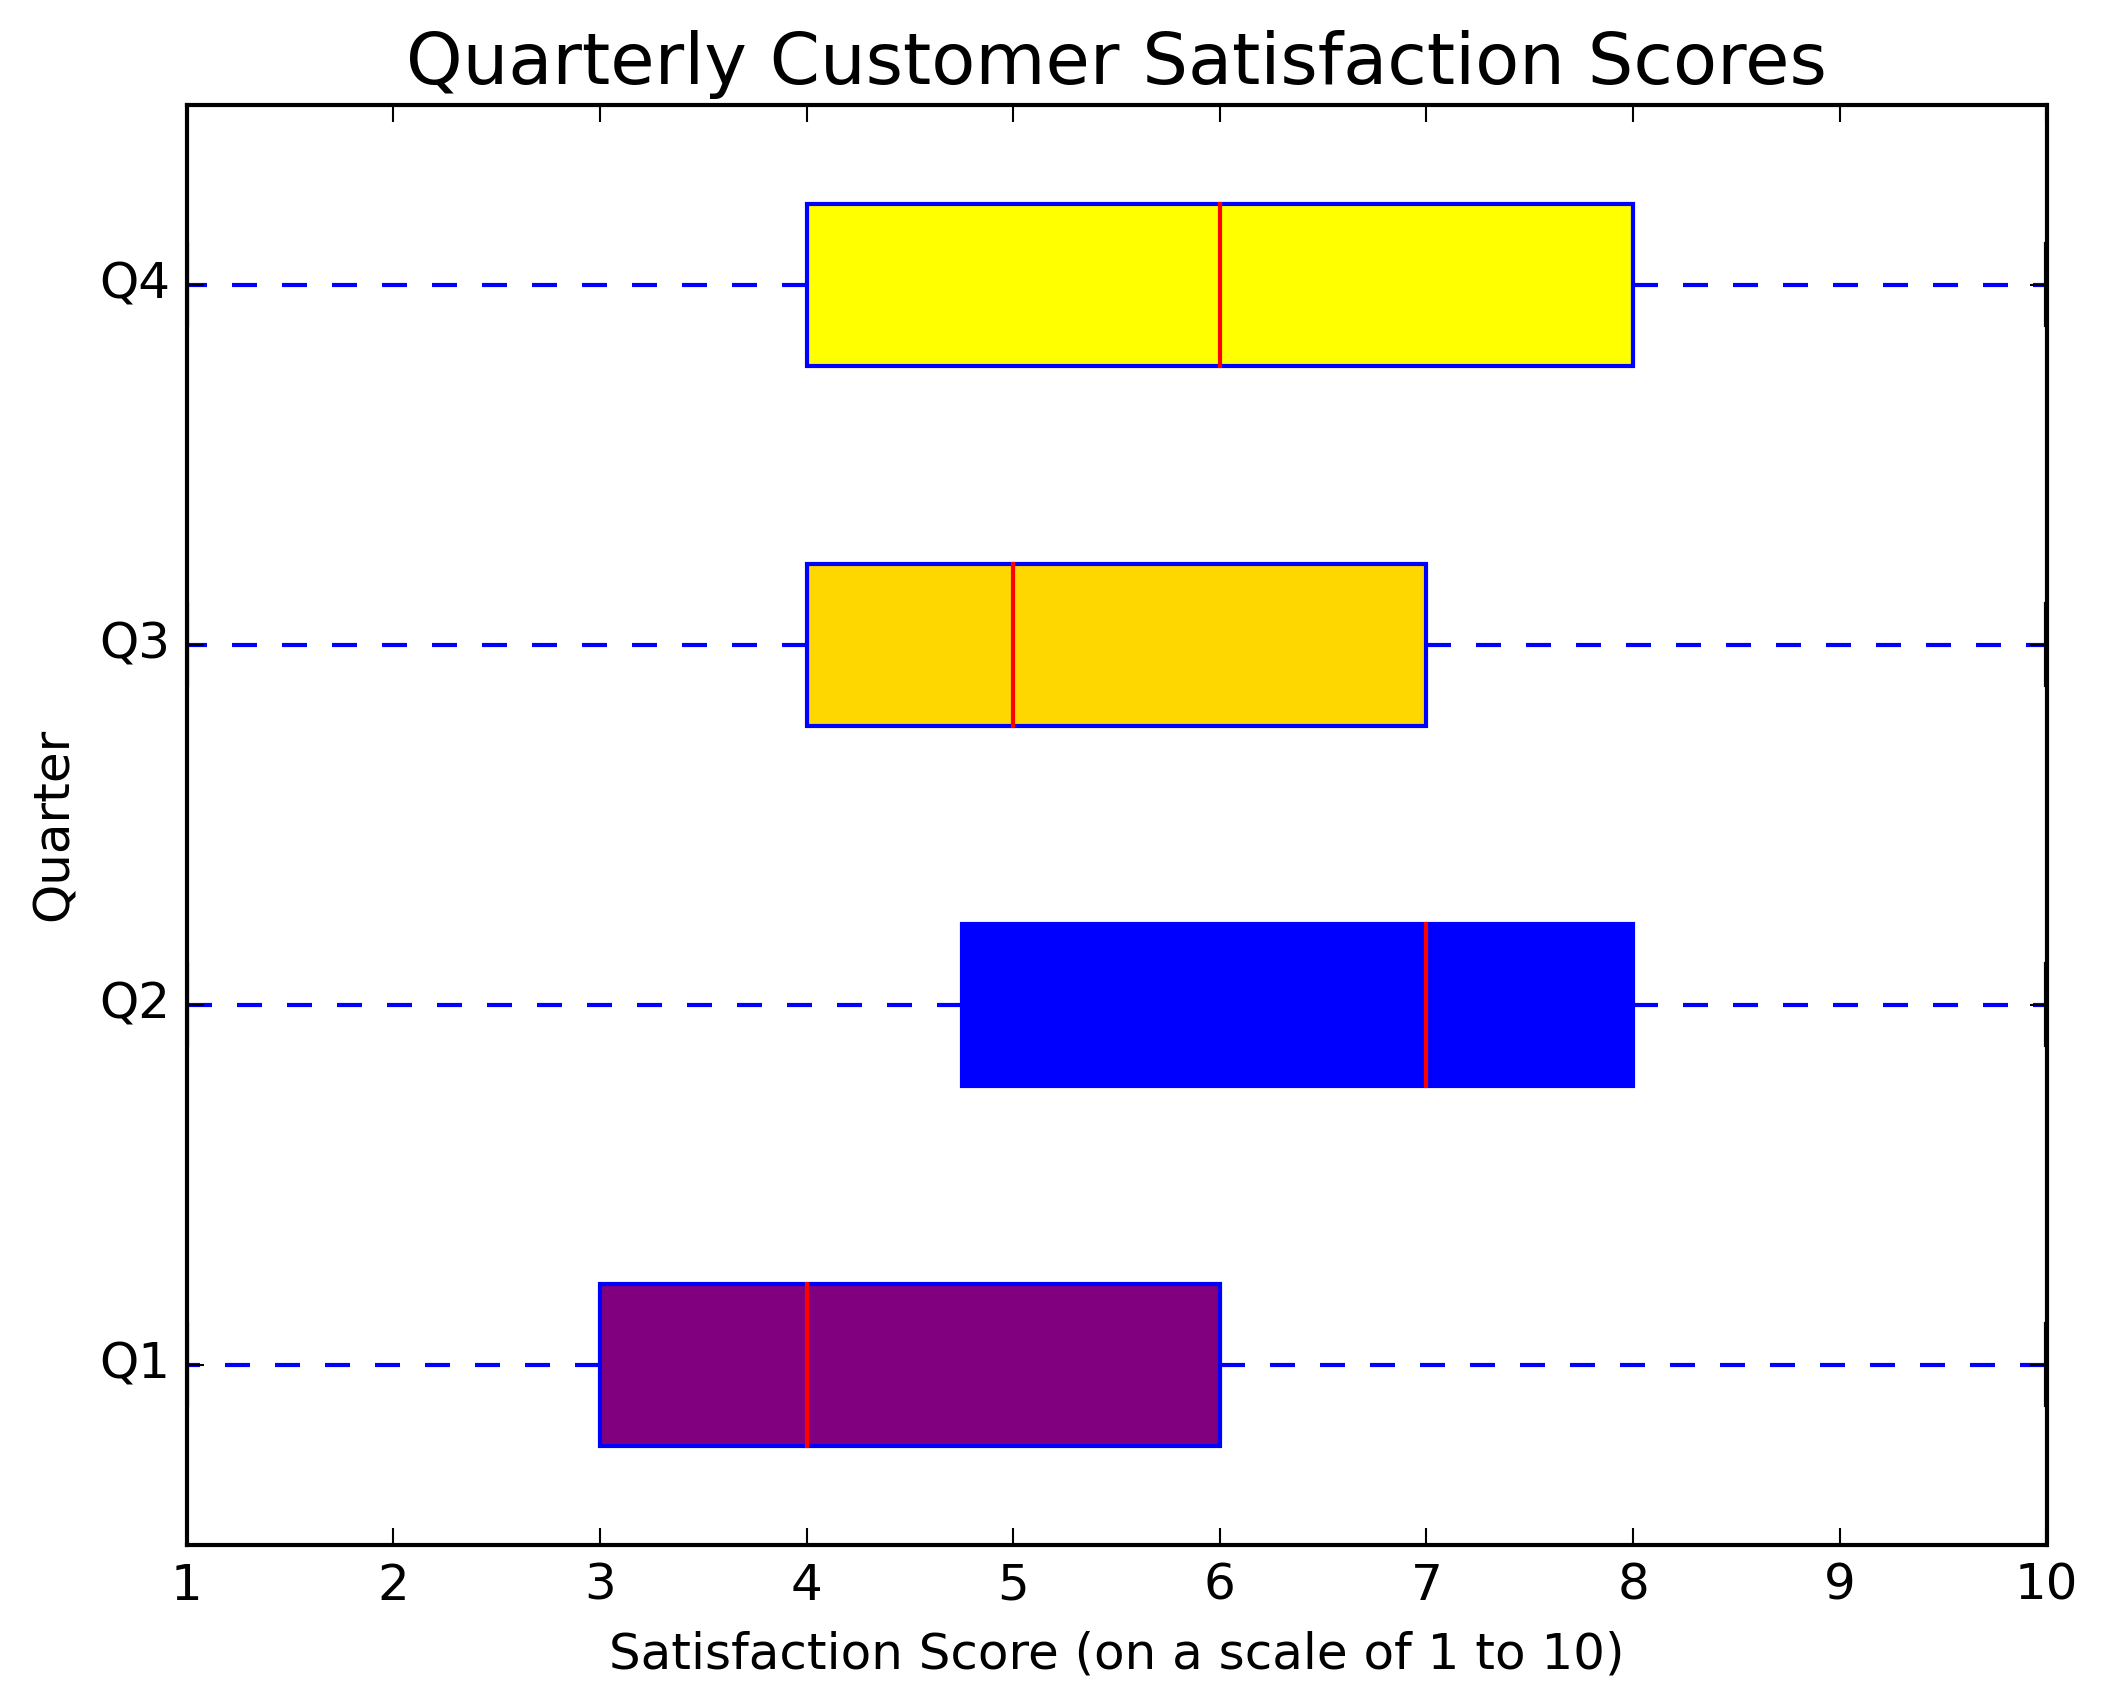 Quarterly Customer Satisfaction Scores
Q4
Q3
Q2
Q1
Quarter
1 2 3 4 5 6 7 8 9 10
Satisfaction Score (on a scale of 1 to 10)